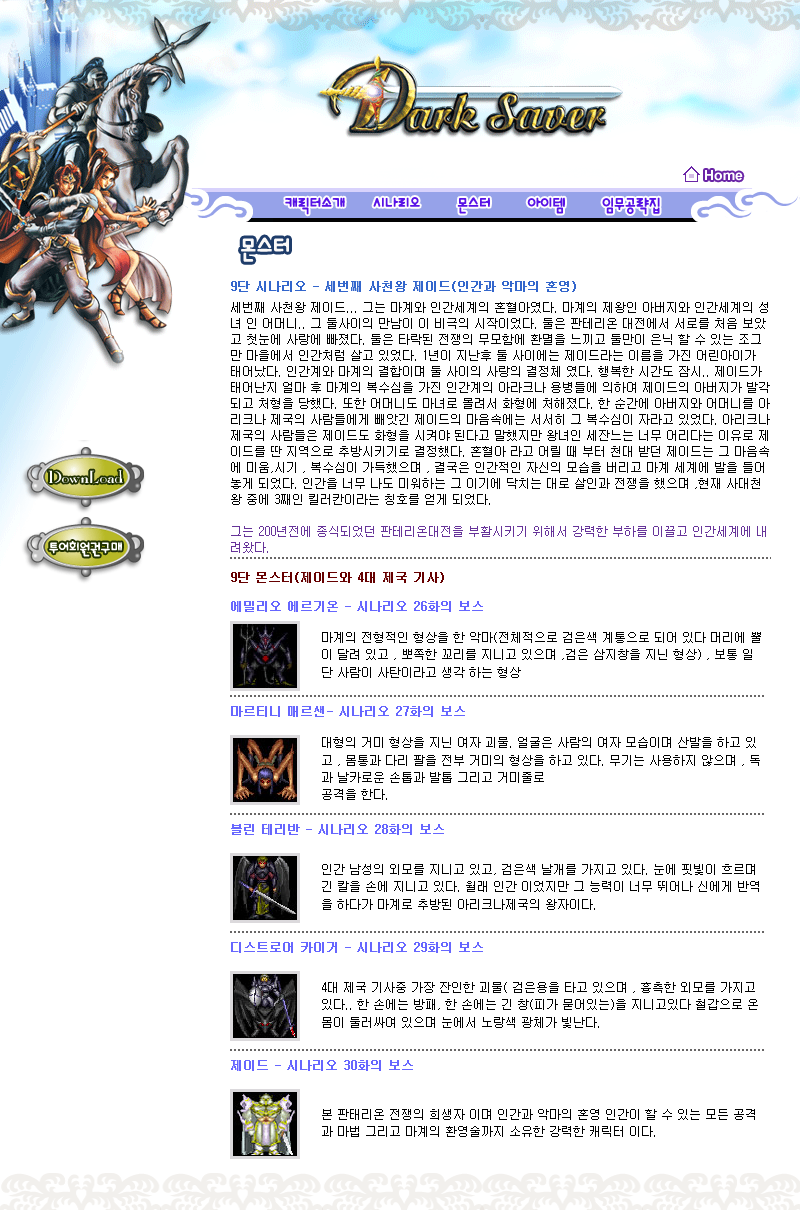 Dark Saver
Home
캐릭터소개 시나리오 몬스터 아이템 임무공략집
몬스터
9단 시나리오 - 세번째 사천왕 제이드(인간과 악마의 혼영)
세번째 사천왕 제이드... 그는 마계와 인간세계의 혼혈아였다. 마계의 제왕인 아버지와 인간세계의 성
녀 인 어머니.. 그 둘사이의 만남이 이 비극의 시작이었다. 둘은 판테리온 대전에서 서로를 처음 보았
고 첫눈에 사랑에 빠졌다. 둘은 타락된 전쟁의 무모함에 환멸을 느끼고 둘만이 은닉 할 수 있는 조그
만 마을에서 인간처럼 살고 있었다. 1년이 지난후 둘 사이에는 제이드라는 이름을 가진 어린아이가
태어났다. 인간계와 마계의 결합이며 둘 사이의 사랑의 결정체 였다. 행복한 시간도 잠시.. 제이드가
태어난지 얼마 후 마계의 복수심을 가진 인간계의 아라크나 용병들에 의하여 제이드의 아버지가 발각
되고 처형을 당했다. 또한 어머니도 마녀로 몰려서 화형에 처해졌다. 한 순간에 아버지와 어머니를 아
리크나 제국의 사람들에게 빼앗긴 제이드의 마음속에는 서서히 그 복수심이 자라고 있었다. 아리크나
제국의 사람들은 제이드도 화형을 시켜야 된다고 말했지만 왕녀인 세잔느는 너무 어리다는 이유로 제
이드를 딴 지역으로 추방시키기로 결정했다. 혼혈아 라고 어릴 때 부터 천대 받던 제이드는 그 마음속
에 미움,시기 , 복수심이 가득했으며 , 결국은 인간적인 자신의 모습을 버리고 마계 세계에 발을 들여
놓게 되었다. 인간을 너무 나도 미워하는 그 이기에 닥치는 대로 살인과 전쟁을 했으며 ,현재 사대천
왕 중에 3째인 킬러칸이라는 칭호를 얻게 되었다.
그는 200년전에 종식되었던 판테리온대전을 부활시키기 위해서 강력한 부하를 이끌고 인간세계에 내
려왔다.
DownLoad
투어회원권구매
9단 몬스터(제이드와 4대 제국 기사)
에밀리오 에르기온 - 시나리오 26화의 보스
마계의 전형적인 형상을 한 악마(전체적으로 검은색 계통으로 되어 있다 머리에 뿔
이 달려 있고 , 뾰쪽한 꼬리를 지니고 있으며 ,검은 삼지창을 지닌 형상) , 보통 일
단 사람이 사탄이라고 생각 하는 형상
마르티니 매르샌- 시나리오 27화의 보스
대형의 거미 형상을 지닌 여자 괴물. 얼굴은 사람의 여자 모습이며 산발을 하고 있
고 , 몸통과 다리 팔을 전부 거미의 형상을 하고 있다. 무기는 사용하지 않으며 , 독
과 날카로운 손톱과 발톱 그리고 거미줄로
공격을 한다.
블린 테리반 - 시나리오 28화의 보스
인간 남성의 외모를 지니고 있고. 검은색 날개를 가지고 있다. 눈에 핏빛이 흐르며
긴 칼을 손에 지니고 있다. 원래 인간 이었지만 그 능력이 너무 뛰어나 신에게 반역
을 하다가 마계로 추방된 아리크나제국의 왕자이다.
디스트로어 카이거 - 시나리오 29화의 보스
4대 제국 기사중 가장 잔인한 괴물( 검은용을 타고 있으며 , 흉측한 외모를 가지고
있다.. 한 손에는 방패, 한 손에는 긴 창(피가 묻어있는)을 지니고있다 철갑으로 온
몸이 둘러싸여 있으며 눈에서 노랑색 광체가 빛난다.
제이드 - 시나리오 30화의 보스
본 판태리온 전쟁의 희생자 이며 인간과 악마의 혼영 인간이 할 수 있는 모든 공격
과 마법 그리고 마계의 환영술까지 소유한 강력한 캐릭터 이다.